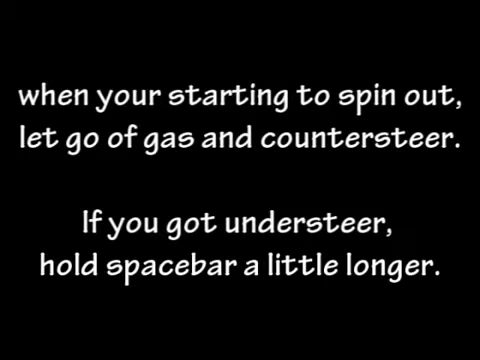 when your starting to spin out,
let go of gas and countersteer.
If you got understeer,
hold spacebar a little longer.